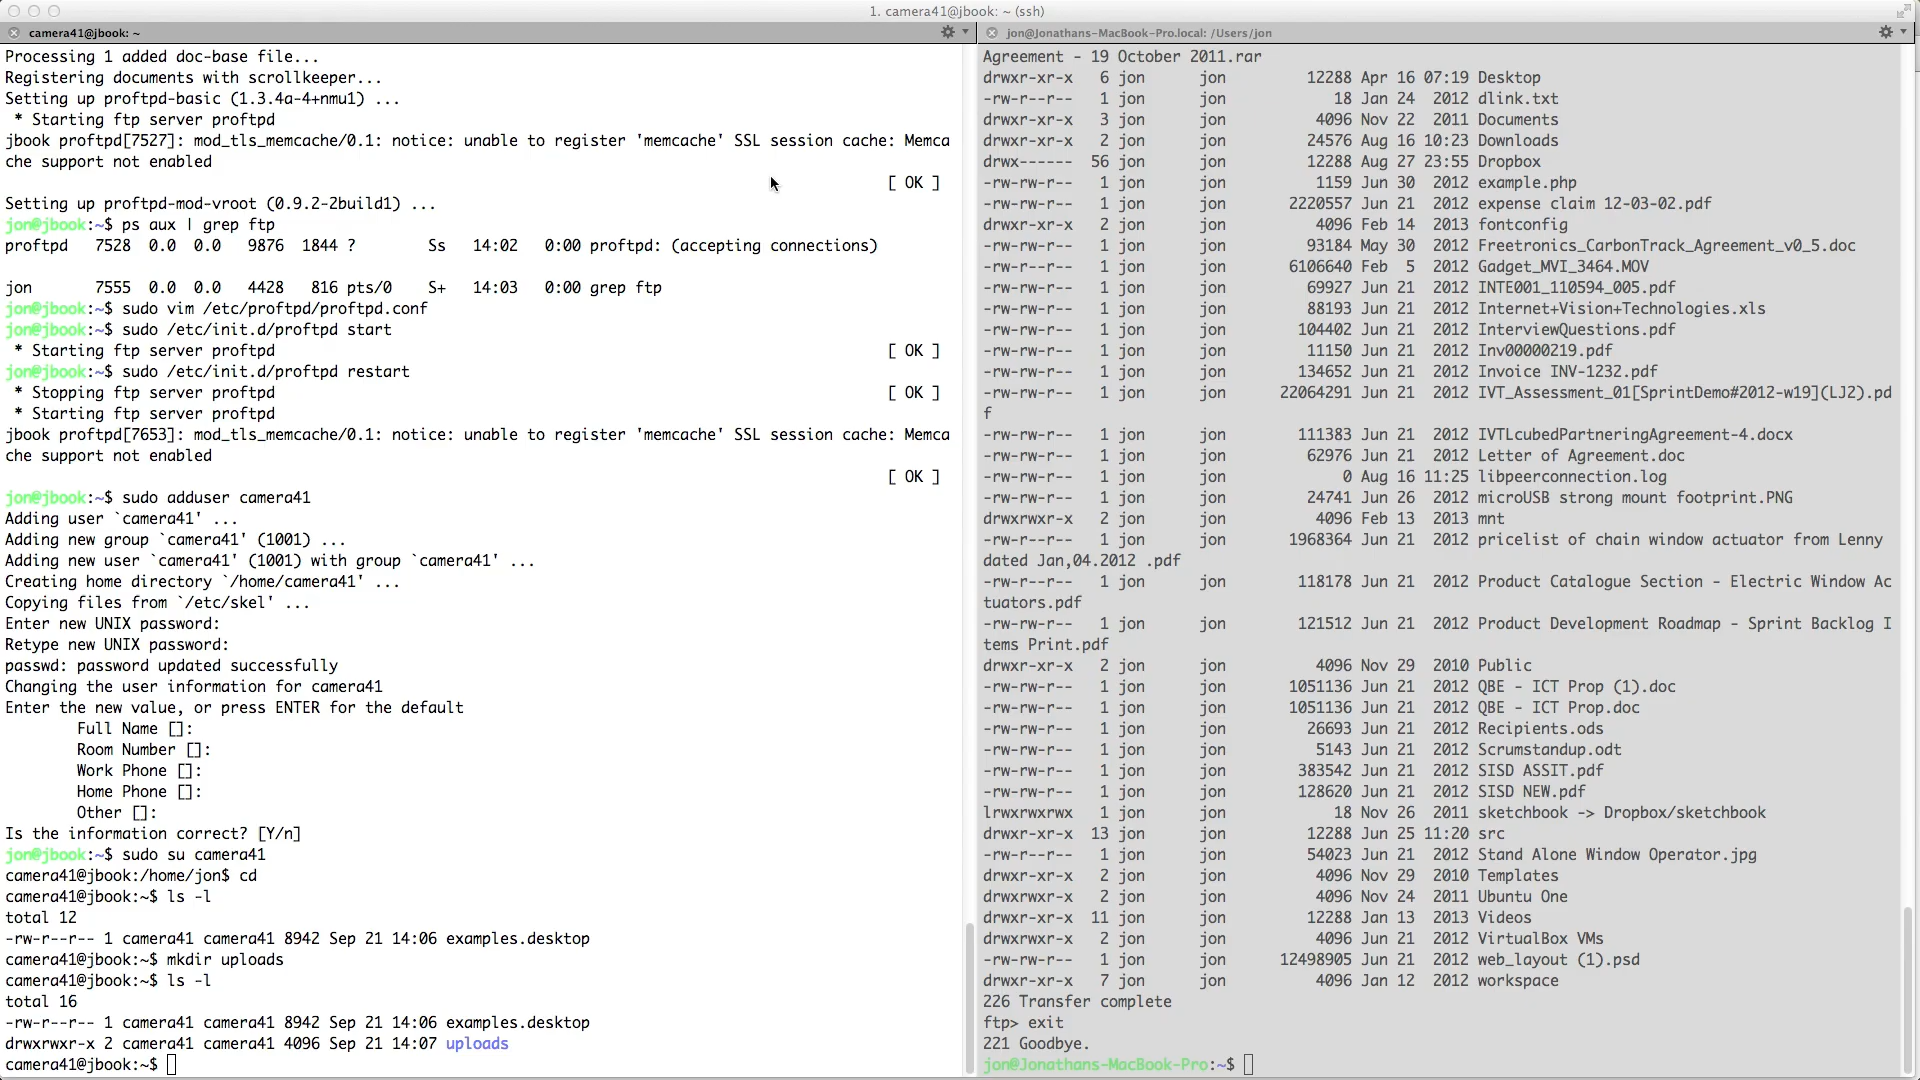 1. camera41@jbook: ~ (ssh)
camera41@jbook: ~
Processing 1 added doc-base file...
Registering documents with scrollkeeper...
Setting up proftpd-basic (1.3.4a-4+nmu1) ...
 * Starting ftp server proftpd
jbook proftpd[7527]: mod_tls_memcache/0.1: notice: unable to register 'memcache' SSL session cache: Memca
che support not enabled
[ OK ]
Setting up proftpd-mod-vroot (0.9.2-2build1) ...
jon@jbook:~$ ps aux | grep ftp
proftpd   7528  0.0  0.0   9876  1844 ?        Ss   14:02   0:00 proftpd: (accepting connections)
jon       7555  0.0  0.0   4428   816 pts/0    S+   14:03   0:00 grep ftp
jon@jbook:~$ sudo vim /etc/proftpd/proftpd.conf
jon@jbook:~$ sudo /etc/init.d/proftpd start
 * Starting ftp server proftpd [ OK ]
jon@jbook:~$ sudo /etc/init.d/proftpd restart
 * Stopping ftp server proftpd [ OK ]
 * Starting ftp server proftpd
jbook proftpd[7653]: mod_tls_memcache/0.1: notice: unable to register 'memcache' SSL session cache: Memca
che support not enabled
[ OK ]
jon@jbook:~$ sudo adduser camera41
Adding user `camera41' ...
Adding new group `camera41' (1001) ...
Adding new user `camera41' (1001) with group `camera41' ...
Creating home directory `/home/camera41' ...
Copying files from `/etc/skel' ...
Enter new UNIX password:
Retype new UNIX password:
passwd: password updated successfully
Changing the user information for camera41
Enter the new value, or press ENTER for the default
        Full Name []:
        Room Number []:
        Work Phone []:
        Home Phone []:
        Other []:
Is the information correct? [Y/n]
jon@jbook:~$ sudo su camera41
camera41@jbook:/home/jon$ cd
camera41@jbook:~$ ls -l
total 12
-rw-r--r-- 1 camera41 camera41 8942 Sep 21 14:06 examples.desktop
camera41@jbook:~$ mkdir uploads
camera41@jbook:~$ ls -l
total 16
-rw-r--r-- 1 camera41 camera41 8942 Sep 21 14:06 examples.desktop
drwxrwxr-x 2 camera41 camera41 4096 Sep 21 14:07 uploads
camera41@jbook:~$
jon@Jonathans-MacBook-Pro.local: /Users/jon
Agreement - 19 October 2011.rar
drwxr-xr-x   6 jon      jon         12288 Apr 16 07:19 Desktop
-rw-r--r--   1 jon      jon            18 Jan 24  2012 dlink.txt
drwxr-xr-x   3 jon      jon          4096 Nov 22  2011 Documents
drwxr-xr-x   2 jon      jon         24576 Aug 16 10:23 Downloads
drwx------  56 jon      jon         12288 Aug 27 23:55 Dropbox
-rw-rw-r--   1 jon      jon          1159 Jun 30  2012 example.php
-rw-rw-r--   1 jon      jon       2220557 Jun 21  2012 expense claim 12-03-02.pdf
drwxr-xr-x   2 jon      jon          4096 Feb 14  2013 fontconfig
-rw-rw-r--   1 jon      jon         93184 May 30  2012 Freetronics_CarbonTrack_Agreement_v0_5.doc
-rw-rw-r--   1 jon      jon       6106640 Feb  5  2012 Gadget_MVI_3464.MOV
-rw-rw-r--   1 jon      jon         69927 Jun 21  2012 INTE001_110594_005.pdf
-rw-rw-r--   1 jon      jon         88193 Jun 21  2012 Internet+Vision+Technologies.xls
-rw-rw-r--   1 jon      jon        104402 Jun 21  2012 InterviewQuestions.pdf
-rw-rw-r--   1 jon      jon         11150 Jun 21  2012 Inv00000219.pdf
-rw-rw-r--   1 jon      jon        134652 Jun 21  2012 Invoice INV-1232.pdf
-rw-rw-r--   1 jon      jon      22064291 Jun 21  2012 IVT_Assessment_01[SprintDemo#2012-w19](LJ2).pd
f
-rw-rw-r--   1 jon      jon        111383 Jun 21  2012 IVTLcubedPartneringAgreement-4.docx
-rw-rw-r--   1 jon      jon         62976 Jun 21  2012 Letter of Agreement.doc
-rw-rw-r--   1 jon      jon             0 Aug 16 11:25 libpeerconnection.log
-rw-rw-r--   1 jon      jon         24741 Jun 26  2012 microUSB strong mount footprint.PNG
drwxrwxr-x   2 jon      jon          4096 Feb 13  2013 mnt
-rw-rw-r--   1 jon      jon       1968364 Jun 21  2012 pricelist of chain window actuator from Lenny
dated Jan,04.2012 .pdf
-rw-r--r--   1 jon      jon        118178 Jun 21  2012 Product Catalogue Section - Electric Window Ac
tuators.pdf
-rw-rw-r--   1 jon      jon        121512 Jun 21  2012 Product Development Roadmap - Sprint Backlog I
tems Print.pdf
drwxr-xr-x   2 jon      jon          4096 Nov 29  2010 Public
-rw-rw-r--   1 jon      jon       1051136 Jun 21  2012 QBE - ICT Prop (1).doc
-rw-rw-r--   1 jon      jon       1051136 Jun 21  2012 QBE - ICT Prop.doc
-rw-rw-r--   1 jon      jon         26693 Jun 21  2012 Recipients.ods
-rw-rw-r--   1 jon      jon          5143 Jun 21  2012 Scrumstandup.odt
-rw-rw-r--   1 jon      jon        383542 Jun 21  2012 SISD ASSIT.pdf
-rw-rw-r--   1 jon      jon        128620 Jun 21  2012 SISD NEW.pdf
lrwxrwxrwx   1 jon      jon            18 Nov 26  2011 sketchbook -> Dropbox/sketchbook
drwxr-xr-x  13 jon      jon         12288 Jun 25 11:20 src
-rw-r--r--   1 jon      jon         54023 Jun 21  2012 Stand Alone Window Operator.jpg
drwxr-xr-x   2 jon      jon          4096 Nov 29  2010 Templates
drwxrwxr-x   2 jon      jon          4096 Nov 24  2011 Ubuntu One
drwxr-xr-x  11 jon      jon         12288 Jan 13  2013 Videos
drwxrwxr-x   2 jon      jon          4096 Jun 21  2012 VirtualBox VMs
-rw-rw-r--   1 jon      jon      12498905 Jun 21  2012 web_layout (1).psd
drwxr-xr-x   7 jon      jon          4096 Jan 12  2012 workspace
226 Transfer complete
ftp> exit
221 Goodbye.
jon@Jonathans-MacBook-Pro:~$